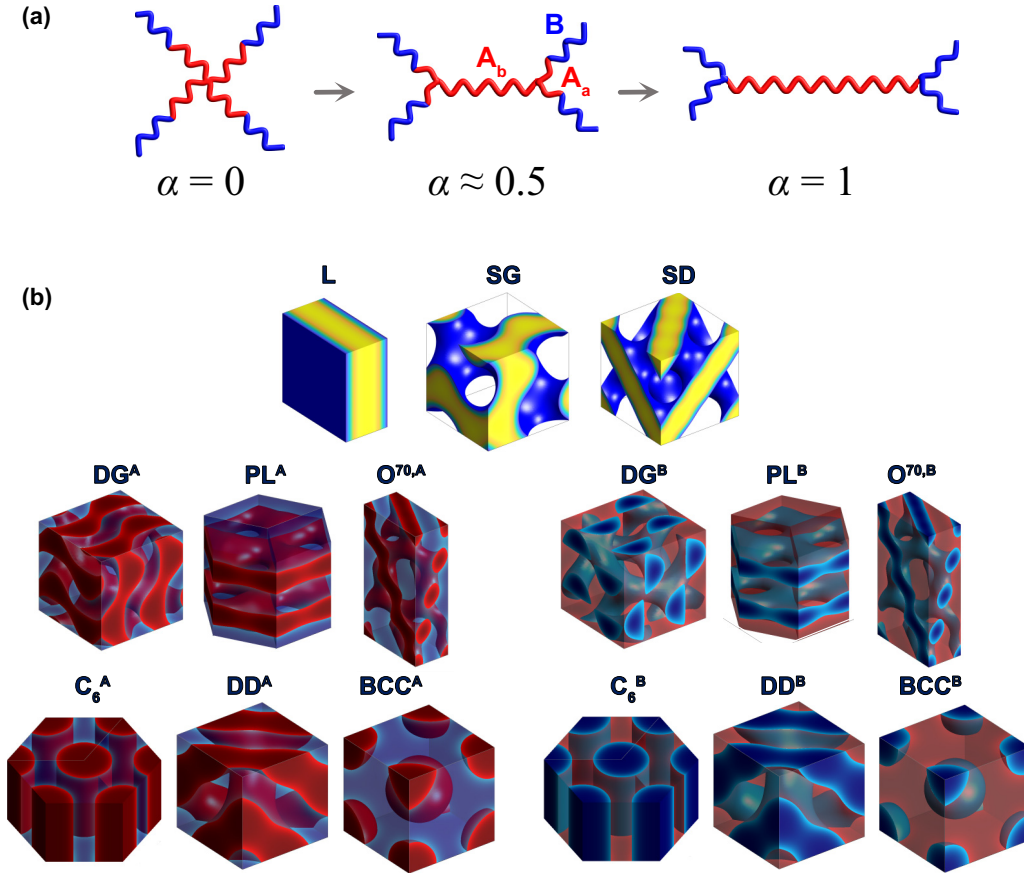 (a)
B
A_b
A_a
α = 0
α ≈ 0.5
α = 1
(b)
L SG SD
DG^A PL^A O^70,A DG^B PL^B O^70,B
C_6^A DD^A BCC^A C_6^B DD^B BCC^B